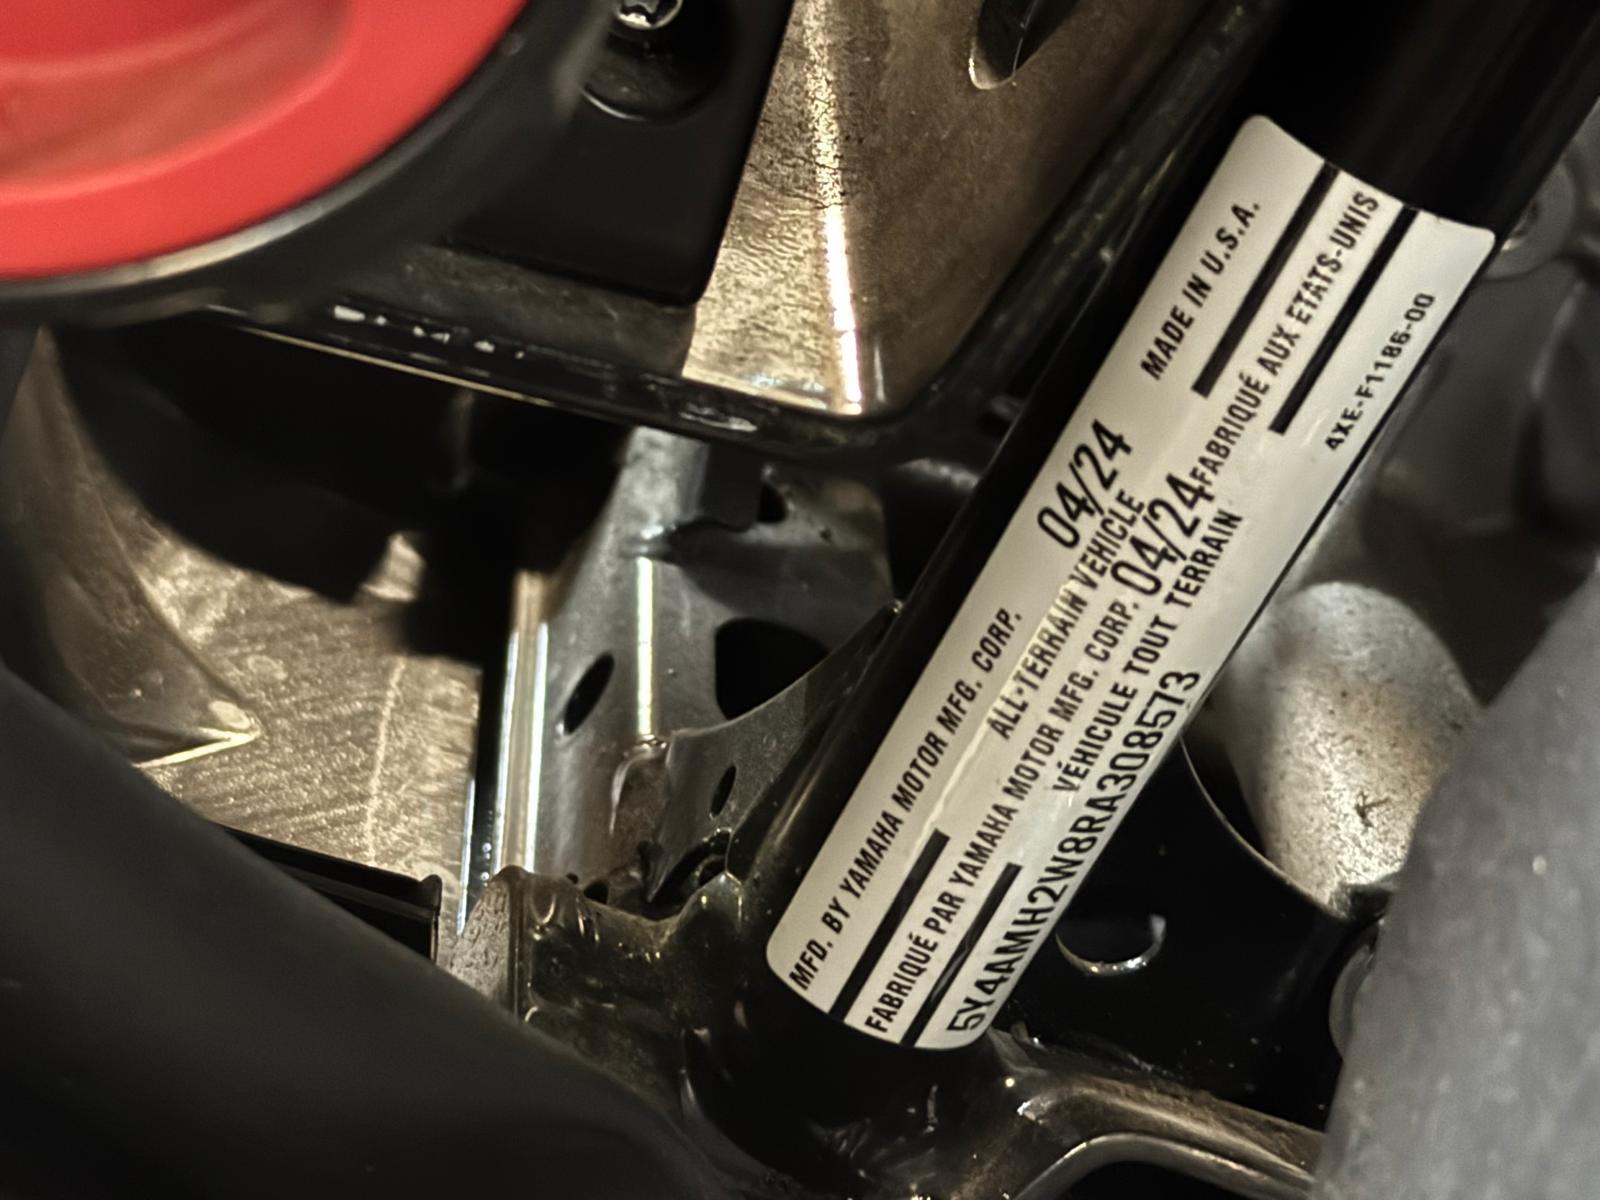 MFD. BY YAMAHA MOTOR MFG. CORP. 04/24 MADE IN U.S.A.
ALL-TERRAIN VEHICLE
FABRIQUÉ PAR YAMAHA MOTOR MFG. CORP. 04/24 FABRIQUÉ AUX ETATS-UNIS
VÉHICULE TOUT TERRAIN
5Y4AMH2W8RA308573
4XE-F1186-00